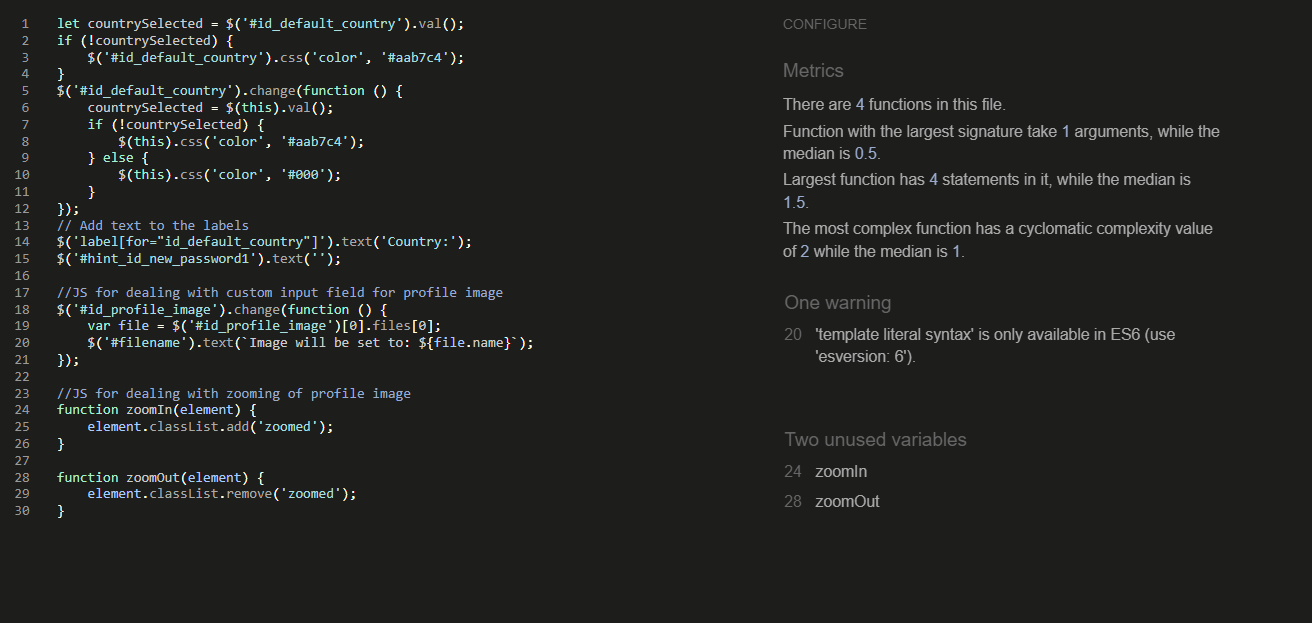 1 let countrySelected = $('#id_default_country').val();
2 if (!countrySelected) {
3     $('#id_default_country').css('color', '#aab7c4');
4 }
5 $('#id_default_country').change(function () {
6     countrySelected = $(this).val();
7     if (!countrySelected) {
8         $(this).css('color', '#aab7c4');
9     } else {
10         $(this).css('color', '#000');
11     }
12 });
13 // Add text to the labels
14 $('label[for="id_default_country"]').text('Country:');
15 $('#hint_id_new_password1').text('');
16
17 //JS for dealing with custom input field for profile image
18 $('#id_profile_image').change(function () {
19     var file = $('#id_profile_image')[0].files[0];
20     $('#filename').text(`Image will be set to: ${file.name}`);
21 });
22
23 //JS for dealing with zooming of profile image
24 function zoomIn(element) {
25     element.classList.add('zoomed');
26 }
27
28 function zoomOut(element) {
29     element.classList.remove('zoomed');
30 }
CONFIGURE
Metrics
There are 4 functions in this file.
Function with the largest signature take 1 arguments, while the
median is 0.5.
Largest function has 4 statements in it, while the median is
1.5.
The most complex function has a cyclomatic complexity value
of 2 while the median is 1.
One warning
20 'template literal syntax' is only available in ES6 (use
'esversion: 6').
Two unused variables
24 zoomIn
28 zoomOut